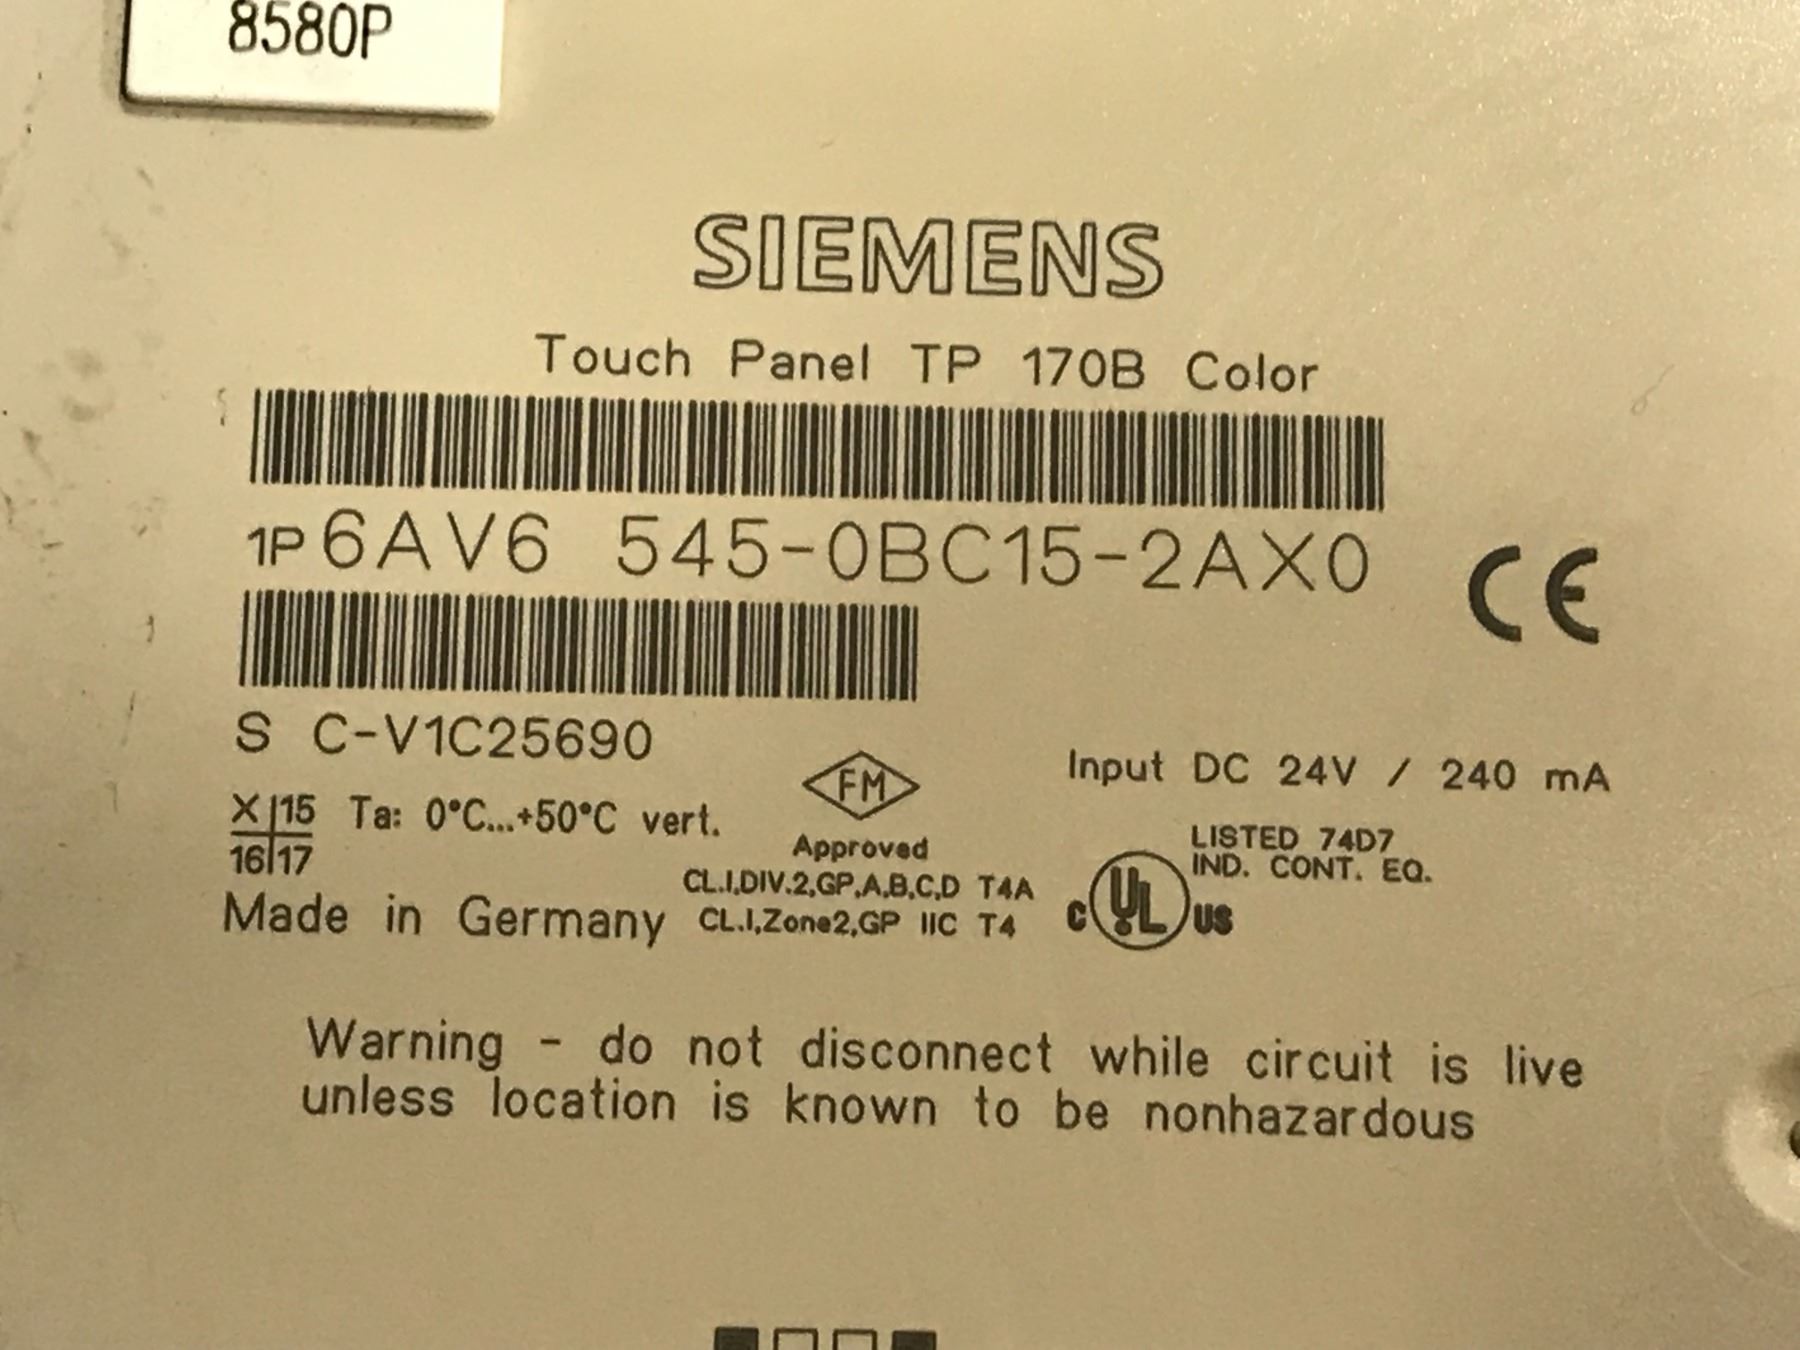 8580P
SIEMENS
Touch Panel TP 170B Color
1P 6AV6 545-0BC15-2AX0
CE
S C-V1C25690
X 15
16 17
Ta: 0°C...+50°C vert.
Made in Germany
FM
Approved
CL.I,DIV.2,GP,A,B,C,D T4A
CL.I,Zone2,GP IIC T4
Input DC 24V / 240 mA
LISTED 74D7
IND. CONT. EQ.
C UL US
Warning - do not disconnect while circuit is live
unless location is known to be nonhazardous